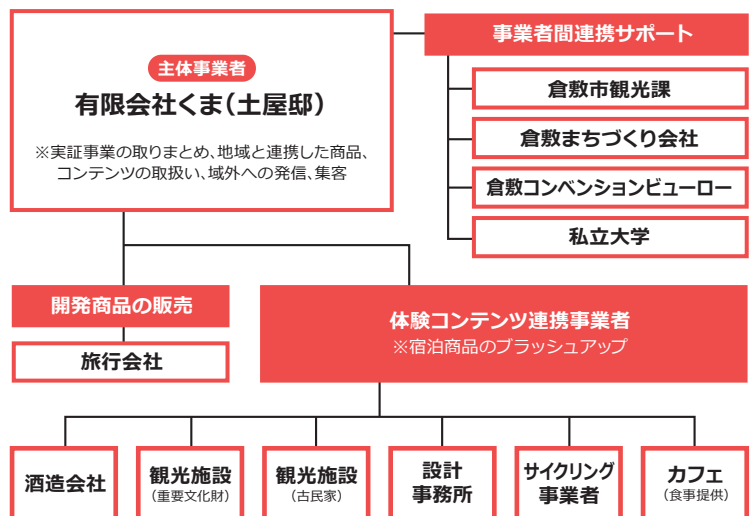 主体事業者
有限会社くま(土屋邸)
※実証事業の取りまとめ、地域と連携した商品、
コンテンツの取扱い、域外への発信、集客
事業者間連携サポート
倉敷市観光課
倉敷まちづくり会社
倉敷コンベンションビューロー
私立大学
開発商品の販売
旅行会社
体験コンテンツ連携事業者
※宿泊商品のブラッシュアップ
酒造会社
観光施設
(重要文化財)
観光施設
(古民家)
設計
事務所
サイクリング
事業者
カフェ
(食事提供)